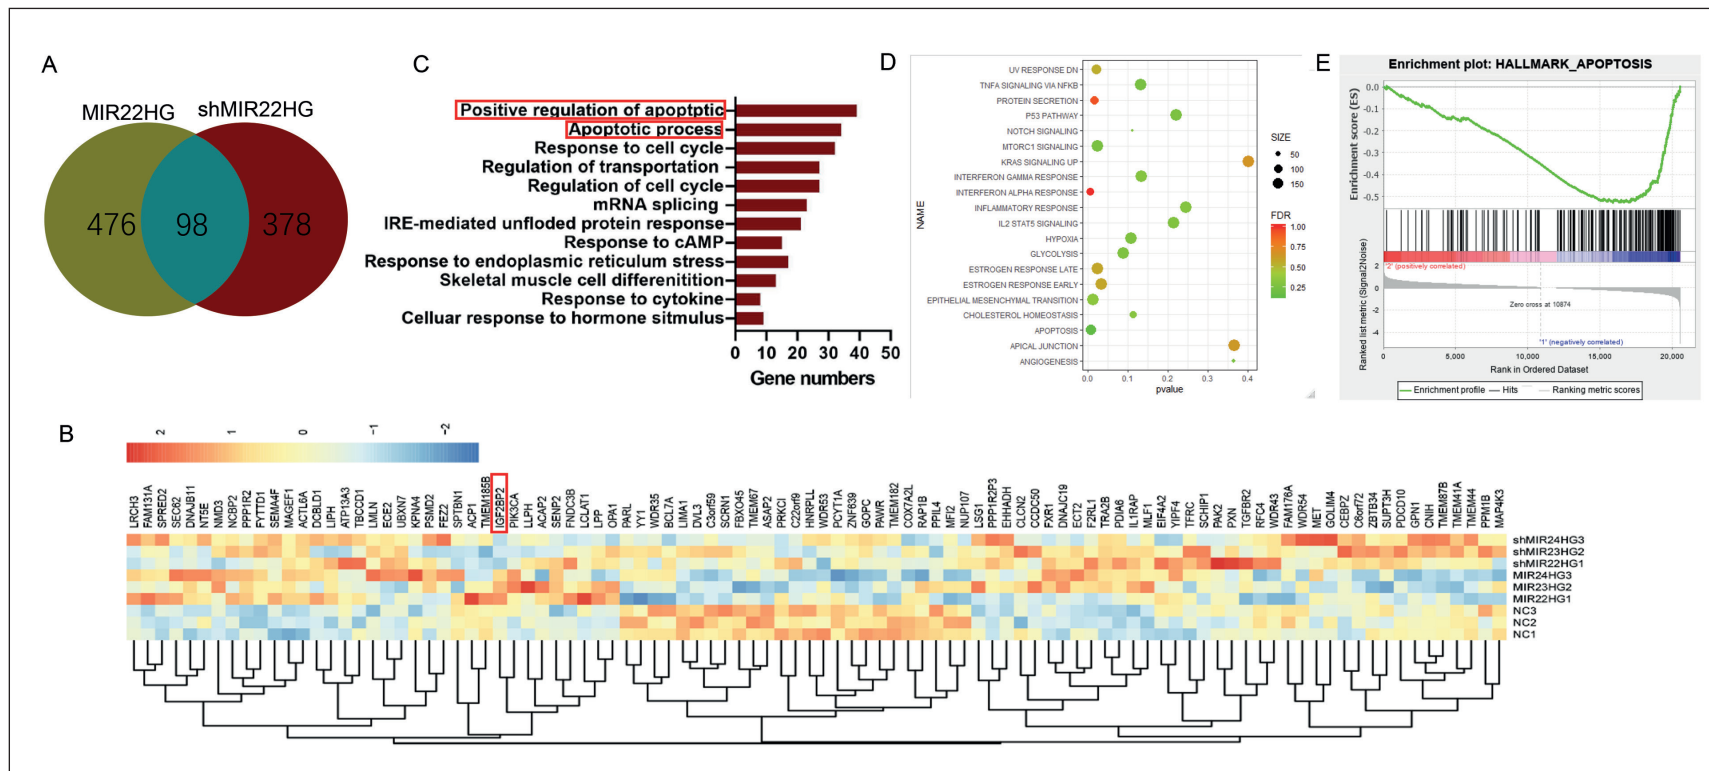 A
MIR22HG
shMIR22HG
476
98
378
C
Positive regulation of apoptptic
Apoptotic process
Response to cell cycle
Regulation of transportation
Regulation of cell cycle
mRNA splicing
IRE-mediated unfloded protein response
Response to cAMP
Response to endoplasmic reticulum stress
Skeletal muscle cell differenitition
Response to cytokine
Celluar response to hormone sitmulus
0 10 20 30 40 50
Gene numbers
D
NAME
UV RESPONSE DN
TNFA SIGNALING VIA NFKB
PROTEIN SECRETION
P53 PATHWAY
NOTCH SIGNALING
MTORC1 SIGNALING
KRAS SIGNALING UP
INTERFERON GAMMA RESPONSE
INTERFERON ALPHA RESPONSE
INFLAMMATORY RESPONSE
IL2 STAT5 SIGNALING
HYPOXIA
GLYCOLYSIS
ESTROGEN RESPONSE LATE
ESTROGEN RESPONSE EARLY
EPITHELIAL MESENCHYMAL TRANSITION
CHOLESTEROL HOMEOSTASIS
APOPTOSIS
APICAL JUNCTION
ANGIOGENESIS
0.0 0.1 0.2 0.3 0.4
pvalue
SIZE
50
100
150
FDR
1.00
0.75
0.50
0.25
E
Enrichment plot: HALLMARK_APOPTOSIS
Enrichment score (ES)
0.0
-0.1
-0.2
-0.3
-0.4
-0.5
Ranked list metric (Signal2Noise)
'2' (positively correlated)
2
0
-2
-4
Zero cross at 10874
'1' (negatively correlated)
0 5,000 10,000 15,000 20,000
Rank in Ordered Dataset
Enrichment profile Hits Ranking metric scores
B
2 1 0 -1 -2
LRCH3
FAM131A
SPRED2
SEC62
DNAJB11
NT5E
NMD3
NCBP2
PPP1R2
FYTTD1
SEMA4F
MAGEF1
ACTL6A
DCBLD1
LIPH
ATP13A3
TBCCD1
LMLN
ECE2
UBXN7
KPNA4
PSMD2
FEZ2
SPTBN1
ACP1
TMEM185B
IGF2BP2
PIK3CA
LLPH
ACAP2
SENP2
FNDC3B
LCLAT1
LPP
OPA1
PARL
YY1
WDR35
BCL7A
LIMA1
DVL3
C3orf59
SCRN1
FBXO45
TMEM67
ASAP2
PRKCI
C22orf9
HNRPLL
WDR53
PCYT1A
ZNF639
GOPC
PAWR
TMEM182
COX7A2L
RAP1B
PPIL4
MFI2
NUP107
LSG1
PPP1R2P3
EHHADH
CLCN2
CCDC50
FXR1
DNAJC19
ECT2
F2RL1
TRA2B
PDIA6
IL1RAP
MLF1
EIF4A2
YIPF4
TFRC
SCHIP1
PAK2
PXN
TGFBR2
RFC4
WDR43
FAM176A
WDR54
MET
GOLIM4
CEBPZ
C6orf72
ZBTB34
SUPT3H
PDCD10
GPN1
CNIH
TMEM87B
TMEM41A
TMEM44
PPM1B
MAP4K3
shMIR24HG3
shMIR23HG2
shMIR22HG1
MIR24HG3
MIR23HG2
MIR22HG1
NC3
NC2
NC1